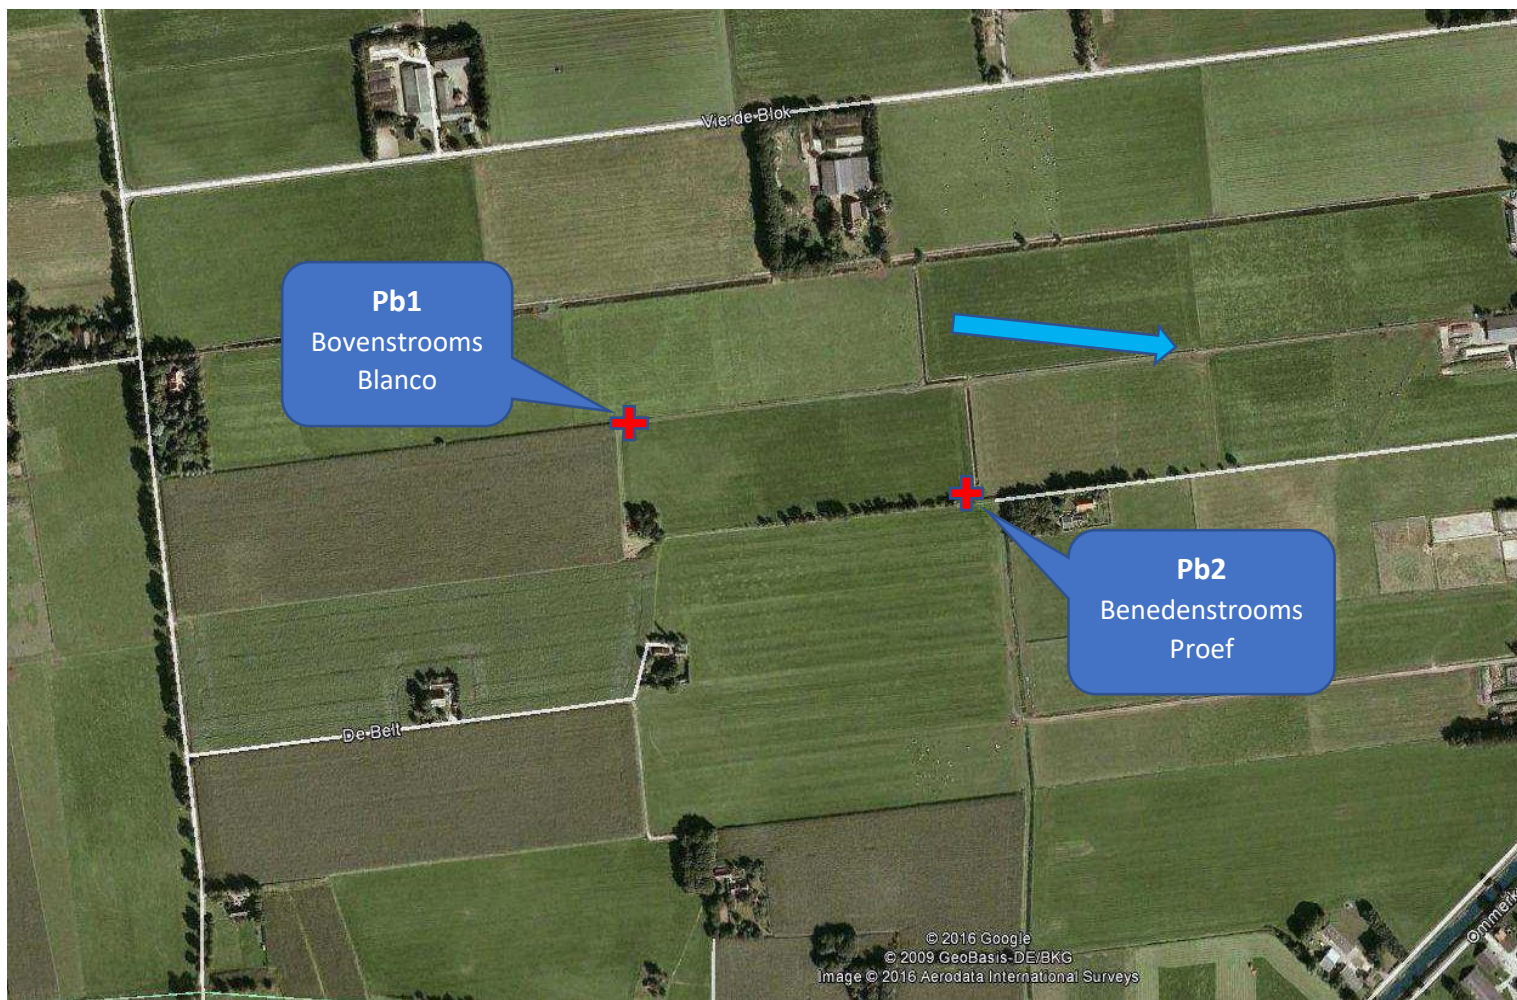 Vierde Blok
Pb1
Bovenstrooms
Blanco
Pb2
Benedenstrooms
Proef
De Belt
© 2016 Google
© 2009 GeoBasis-DE/BKG
Image © 2016 Aerodata International Surveys